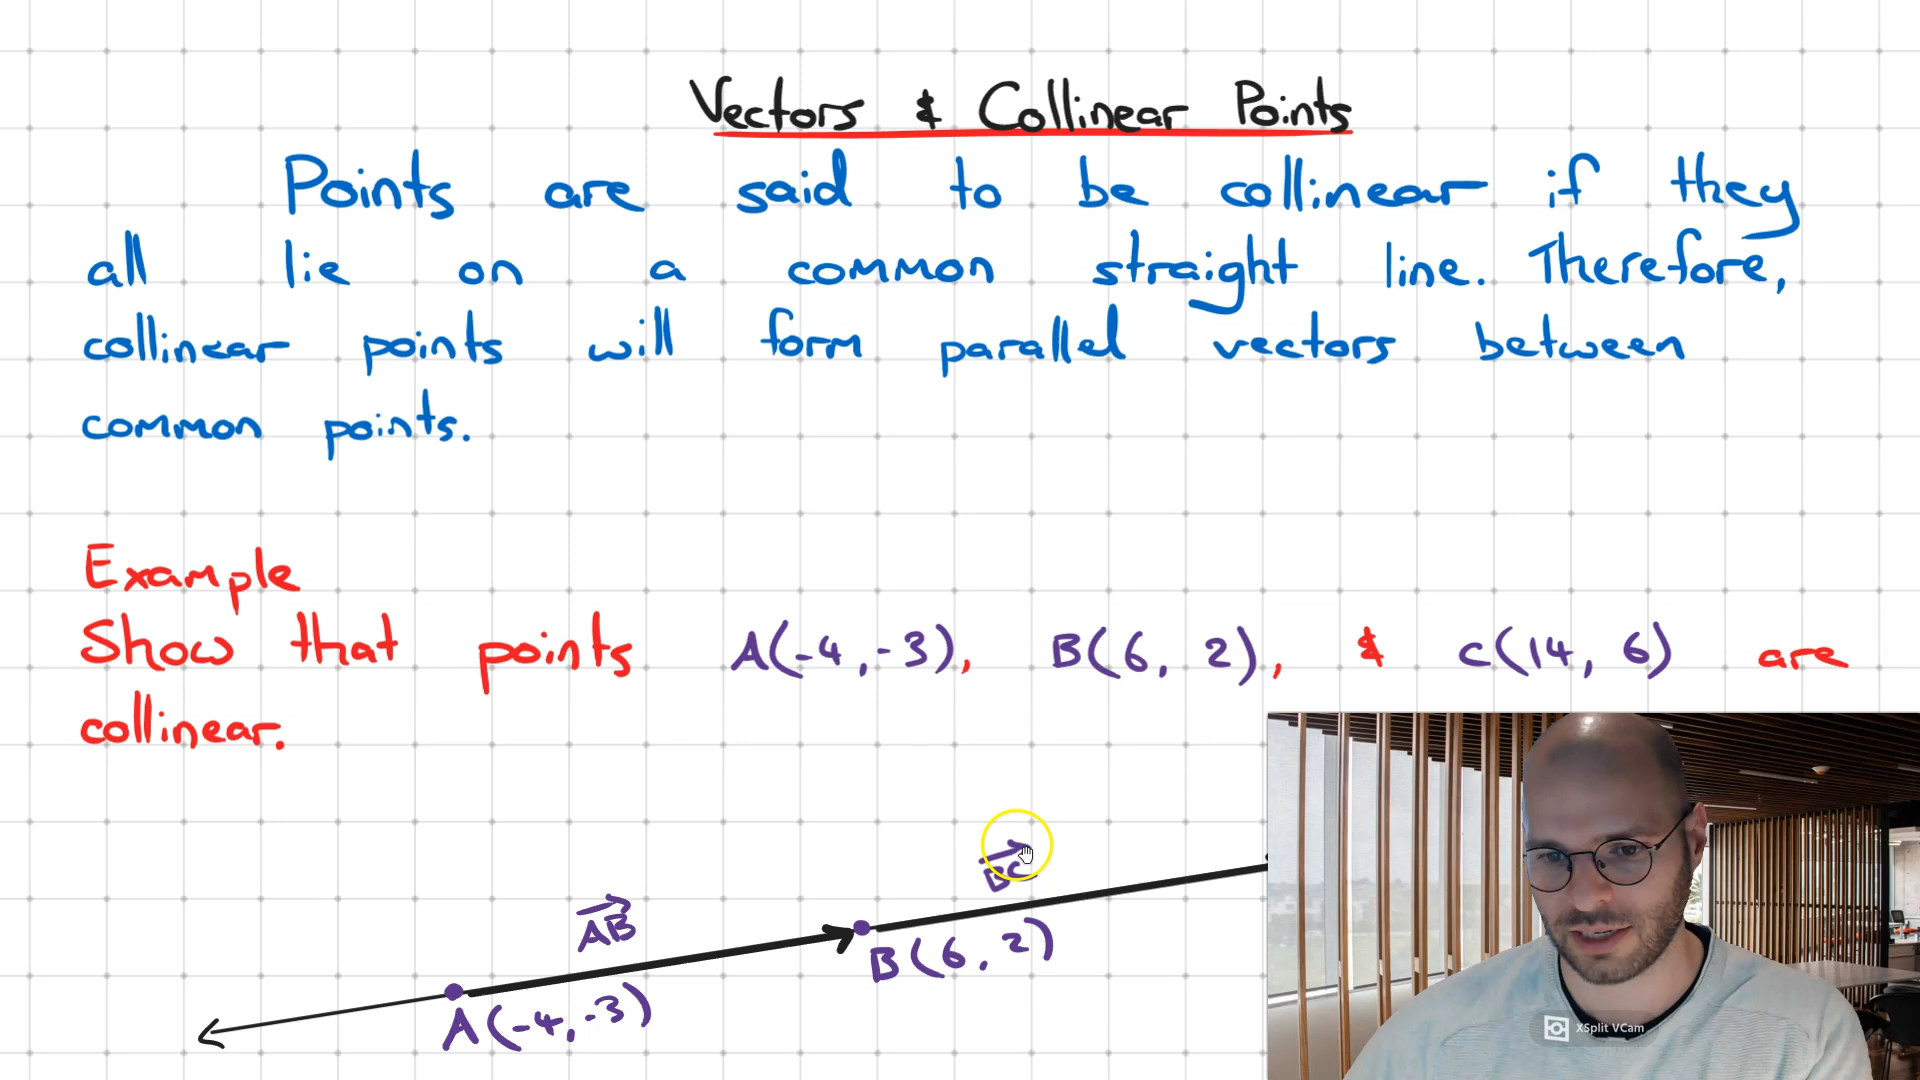 Vectors & Collinear Points
Points are said to be collinear if they
all lie on a common straight line. Therefore,
collinear points will form parallel vectors between
common points.
Example
Show that points A(-4,-3), B(6, 2), & C(14, 6) are
collinear.
BC
AB
B(6, 2)
A(-4,-3)
XSplit VCam